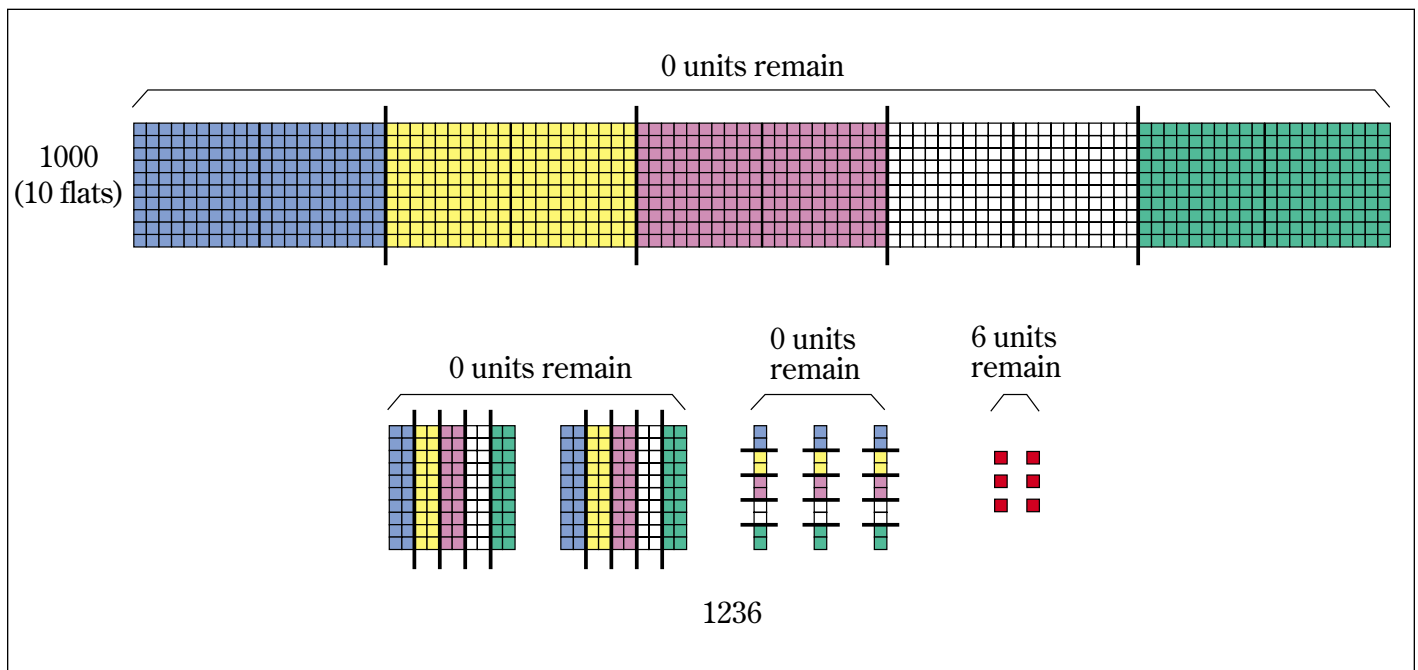 0 units remain
1000
(10 flats)
0 units remain
0 units
remain
6 units
remain
1236